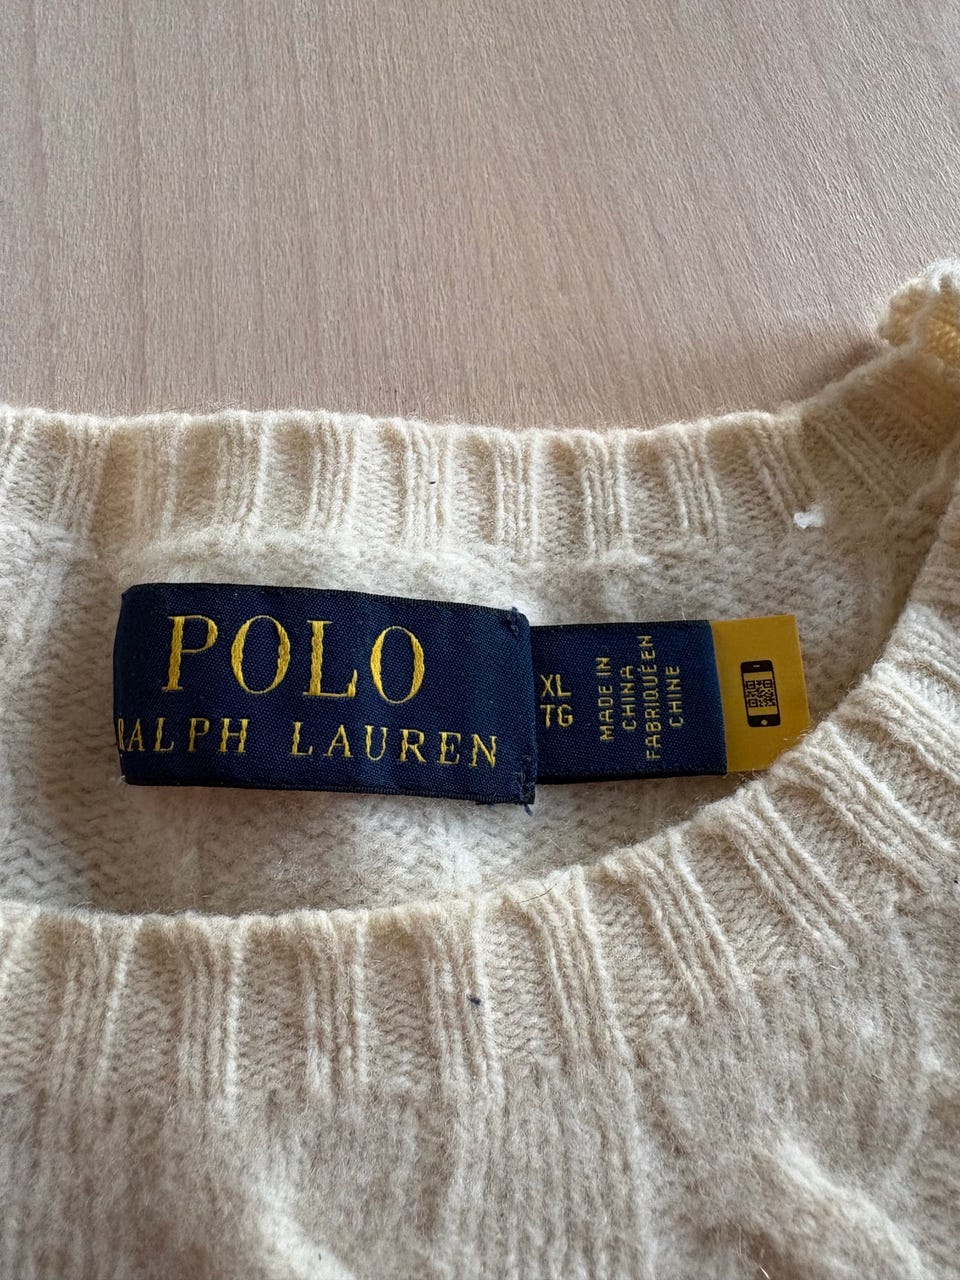 POLO
RALPH LAUREN
XL
TG
MADE IN
CHINA
FABRIQUÉ EN
CHINE